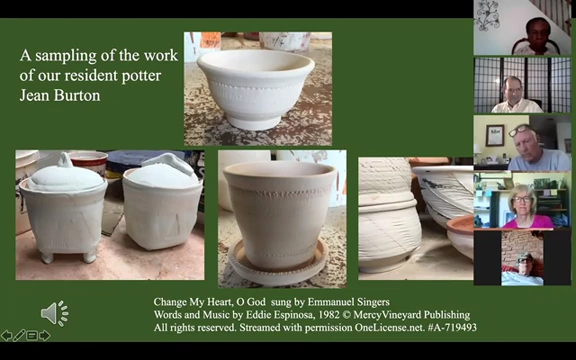 A sampling of the work
of our resident potter
Jean Burton
Change My Heart, O God sung by Emmanuel Singers
Words and Music by Eddie Espinosa, 1982 © MercyVineyard Publishing
All rights reserved. Streamed with permission OneLicense.net. #A-719493